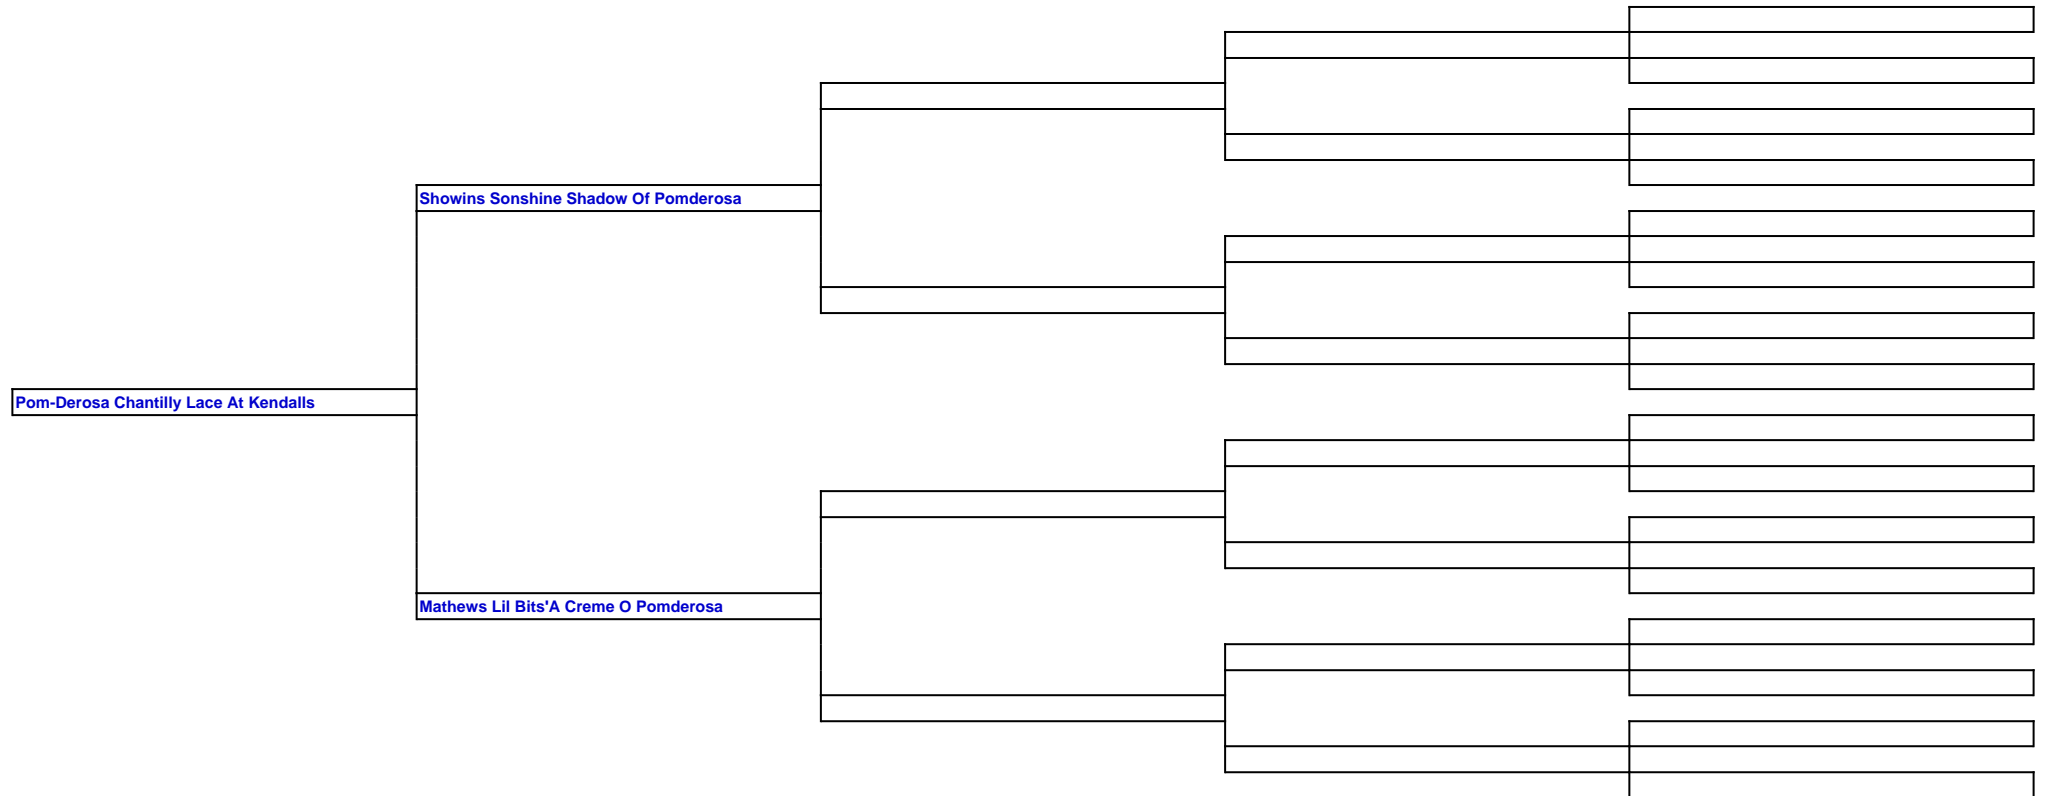 Showins Sonshine Shadow Of Pomderosa
Pom-Derosa Chantilly Lace At Kendalls
Mathews Lil Bits'A Creme O Pomderosa